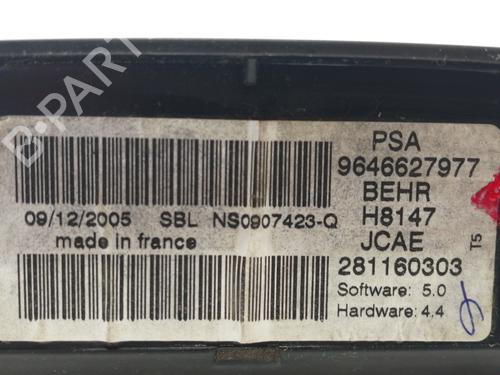 B-PARTS
PSA
9646627977
BEHR
H8147
JCAE
281160303
T5
Software: 5.0
Hardware: 4.4
09/12/2005 SBL NS0907423-Q
made in france